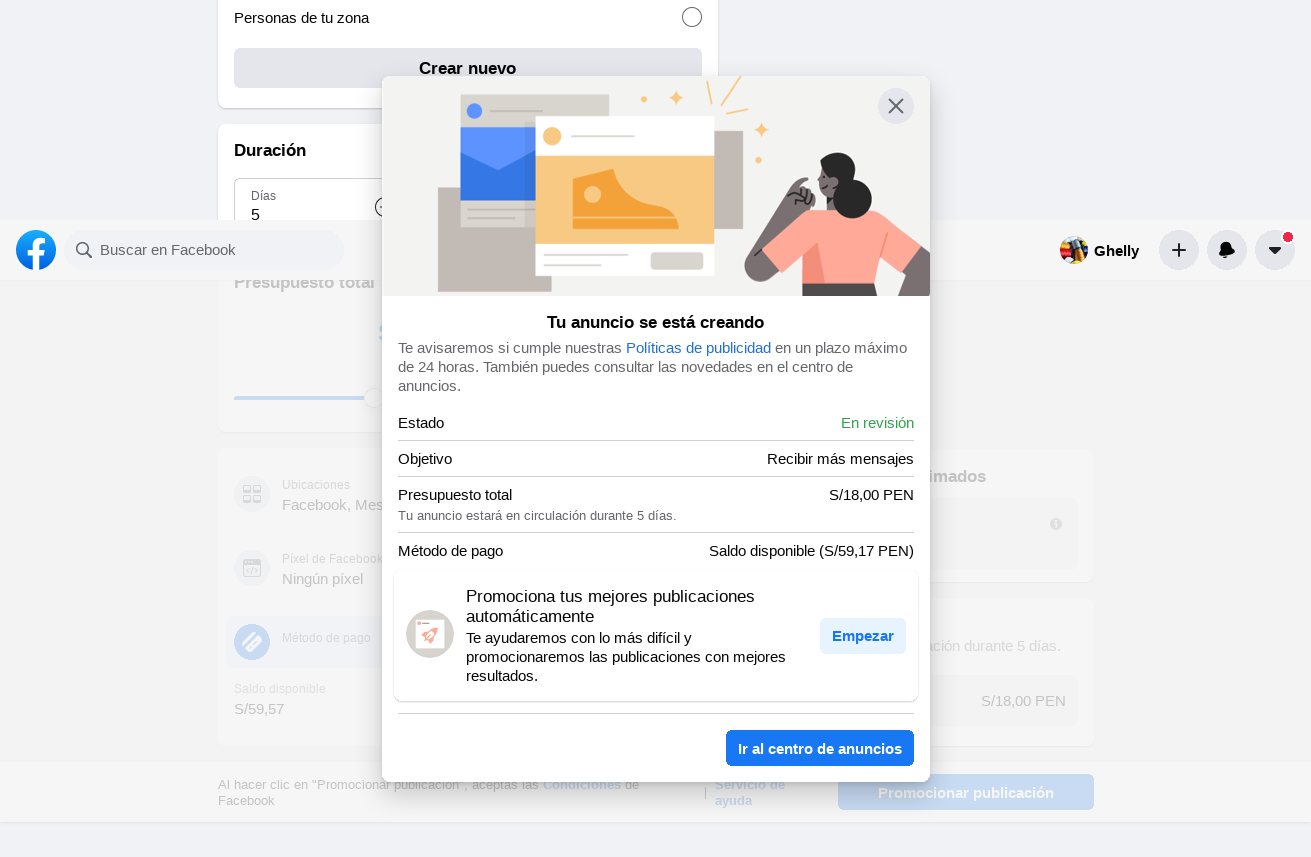 Personas de tu zona
Crear nuevo
Duración
Días
5
Buscar en Facebook
Ghelly
Presupuesto total
Tu anuncio se está creando
Te avisaremos si cumple nuestras Políticas de publicidad en un plazo máximo
de 24 horas. También puedes consultar las novedades en el centro de
anuncios.
Estado En revisión
Objetivo Recibir más mensajes
Presupuesto total S/18,00 PEN
Tu anuncio estará en circulación durante 5 días.
Método de pago Saldo disponible (S/59,17 PEN)
Promociona tus mejores publicaciones
automáticamente
Te ayudaremos con lo más difícil y
promocionaremos las publicaciones con mejores
resultados.
Empezar
Ir al centro de anuncios
Ubicaciones
Facebook, Mes
Píxel de Facebook
Ningún píxel
Método de pago
Saldo disponible
S/59,57
imados
ación durante 5 días.
S/18,00 PEN
Al hacer clic en "Promocionar publicación", aceptas las Condiciones de
Facebook
Servicio de
ayuda
Promocionar publicación